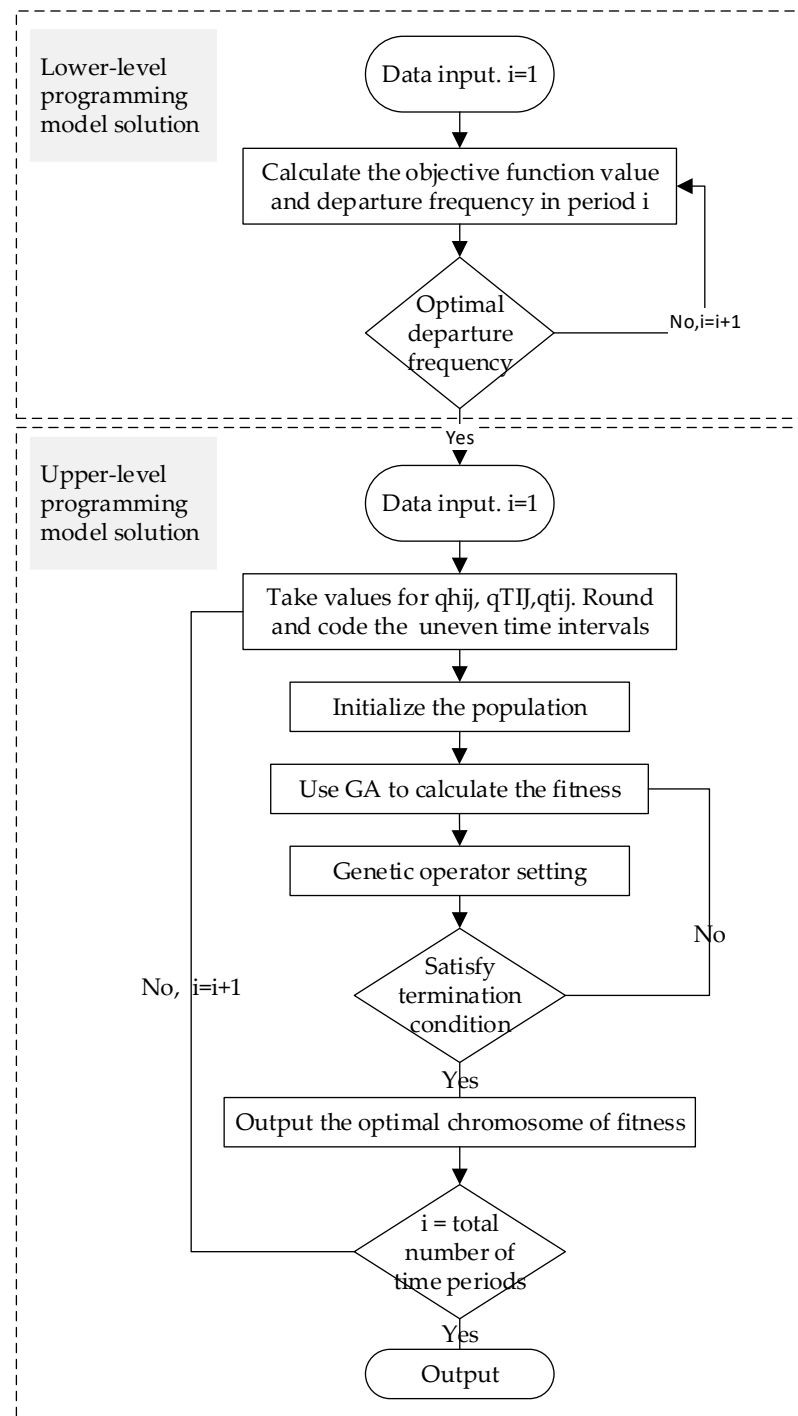 Lower-level
programming
model solution
Data input. i=1
Calculate the objective function value
and departure frequency in period i
Optimal
departure
frequency
No,i=i+1
Yes
Upper-level
programming
model solution
Data input. i=1
Take values for qhij, qTIJ,qtij. Round
and code the uneven time intervals
Initialize the population
Use GA to calculate the fitness
Genetic operator setting
No
Satisfy
termination
condition
No, i=i+1
Yes
Output the optimal chromosome of fitness
i = total
number of
time periods
Yes
Output